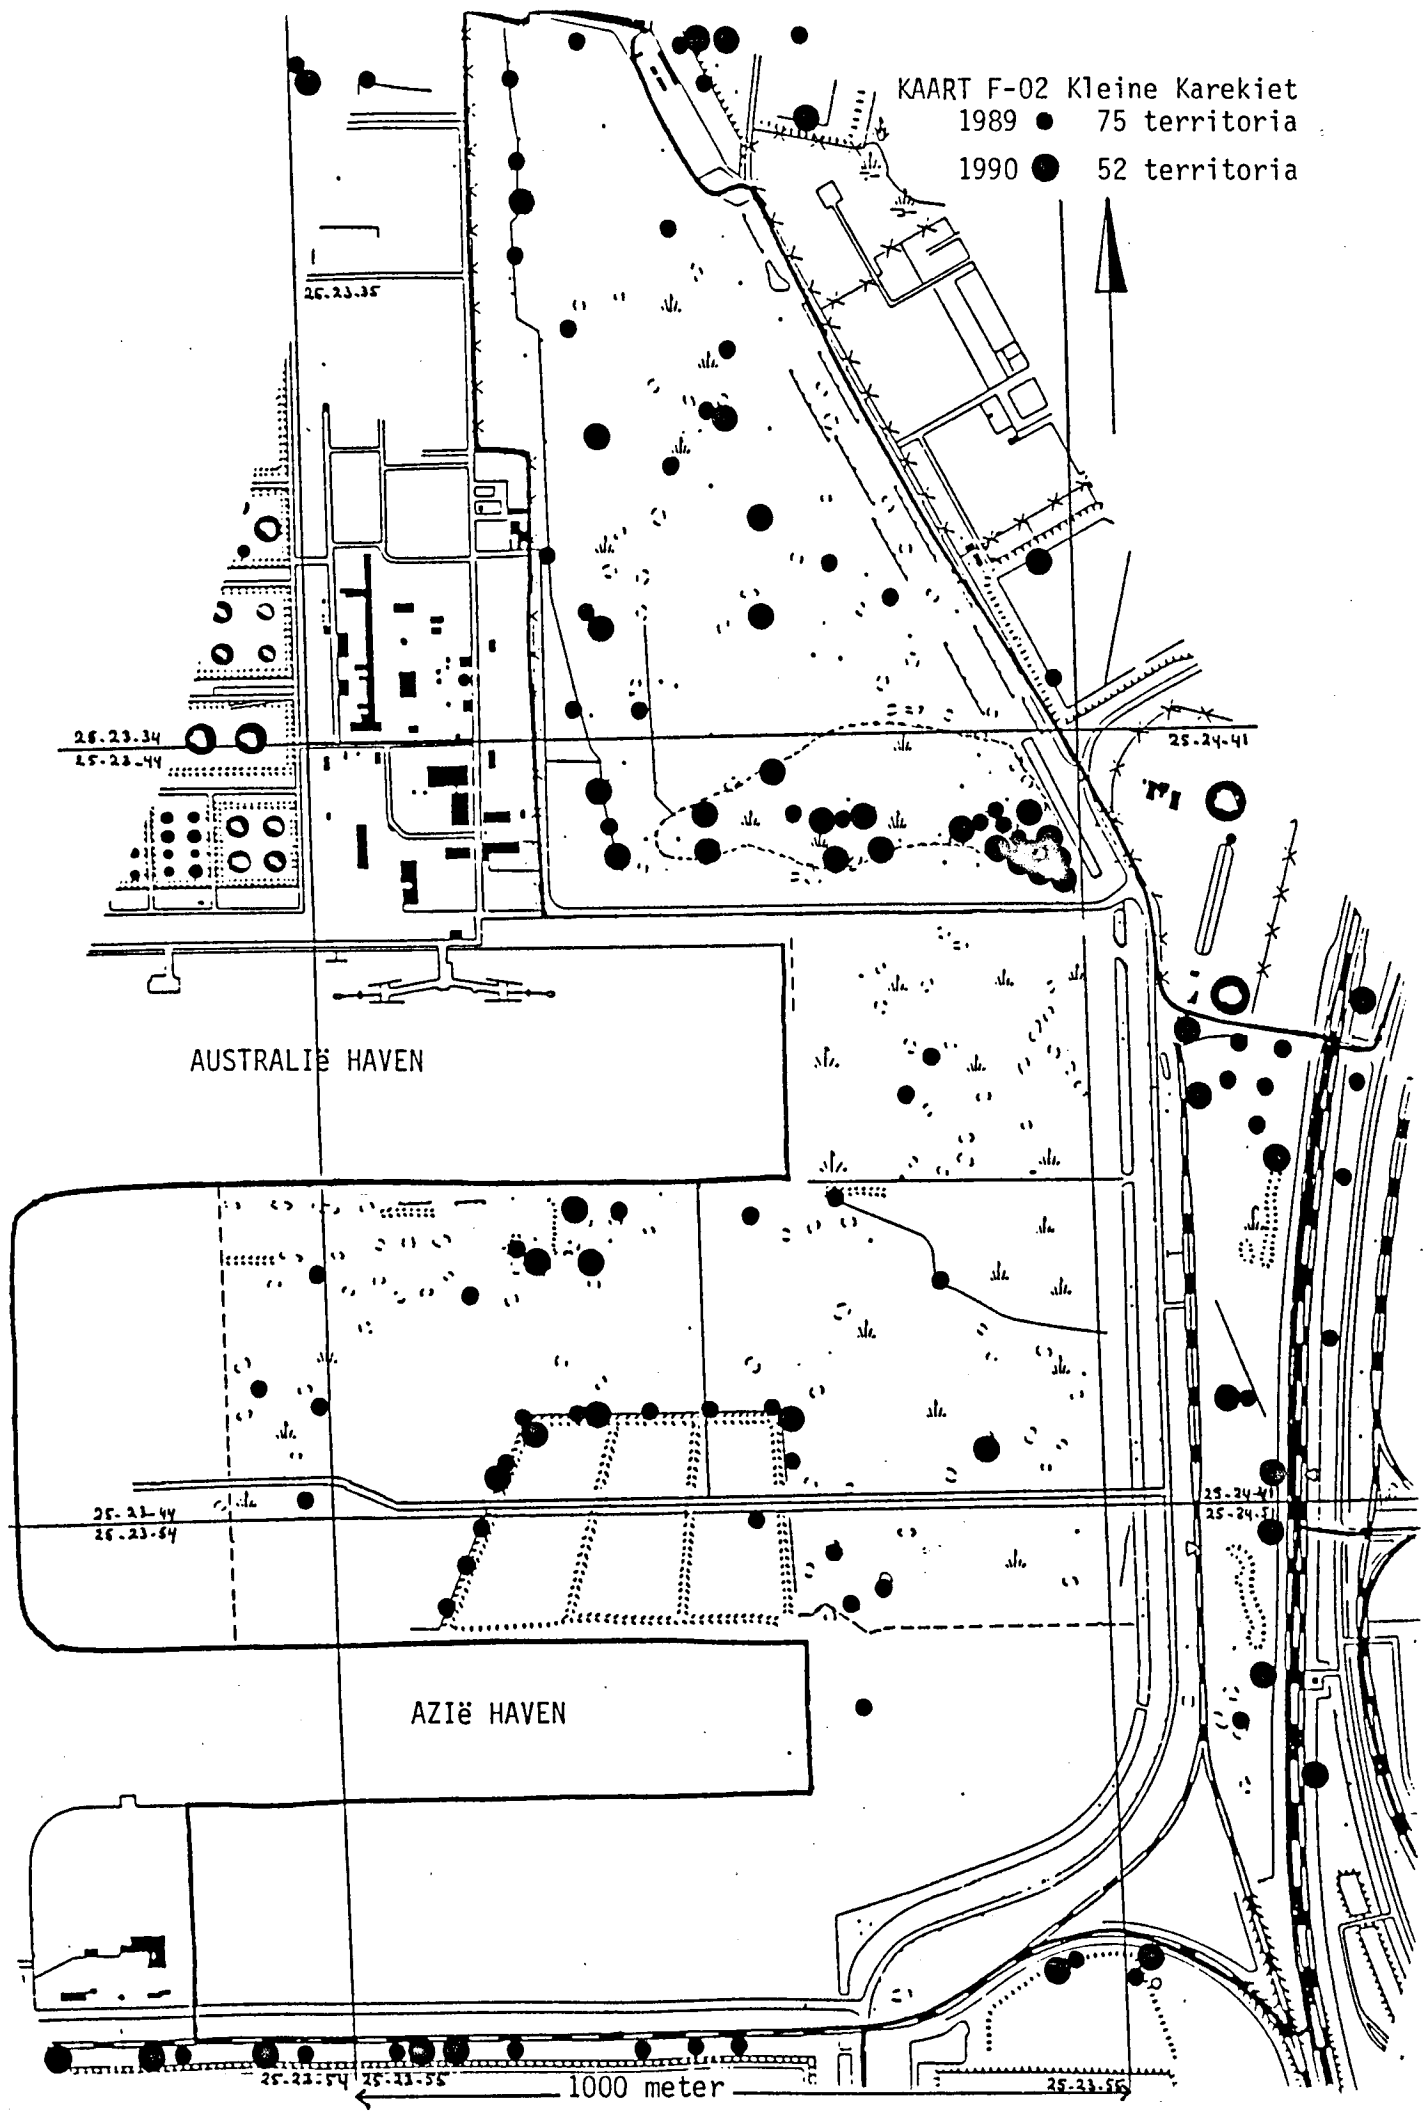 KAART F-02 Kleine Karekiet
1989 75 territoria
1990 52 territoria
25-23-35
25-23-34
25-23-44
25-24-41
AUSTRALIë HAVEN
25-23-44
25-23-54
25-24-41
25-24-51
AZIë HAVEN
25-23-54 25-23-55
1000 meter
25-23-55